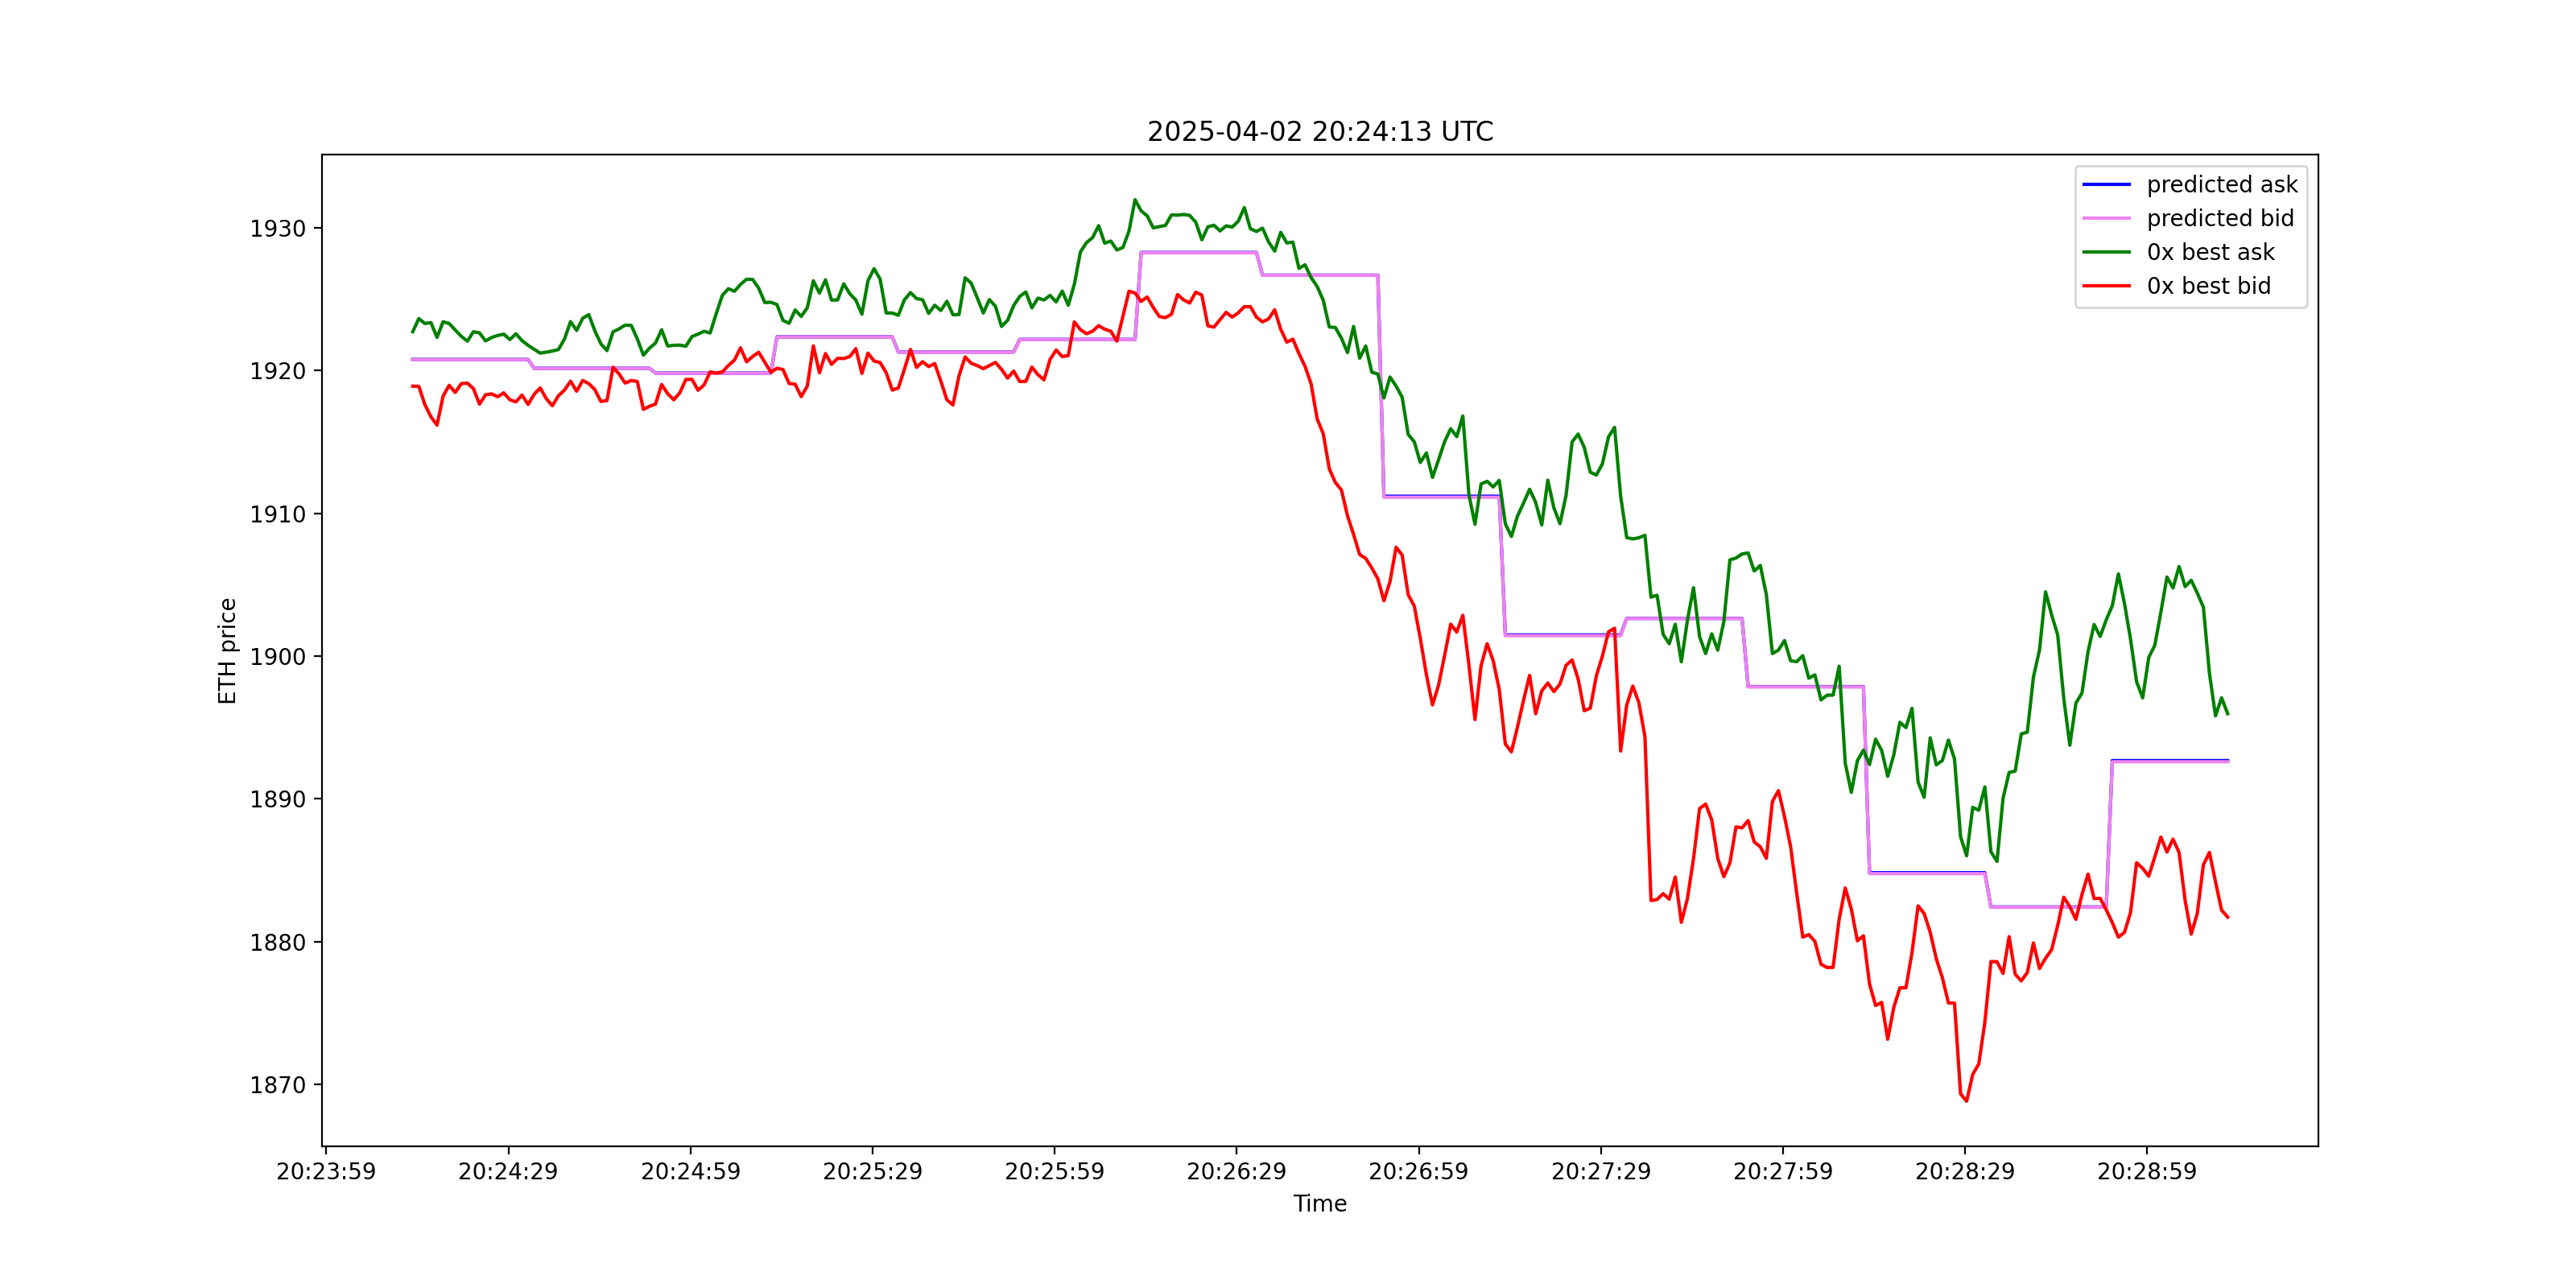 2025-04-02 20:24:13 UTC
predicted ask
predicted bid
0x best ask
0x best bid
ETH price
1930
1920
1910
1900
1890
1880
1870
20:23:59 20:24:29 20:24:59 20:25:29 20:25:59 20:26:29 20:26:59 20:27:29 20:27:59 20:28:29 20:28:59
Time